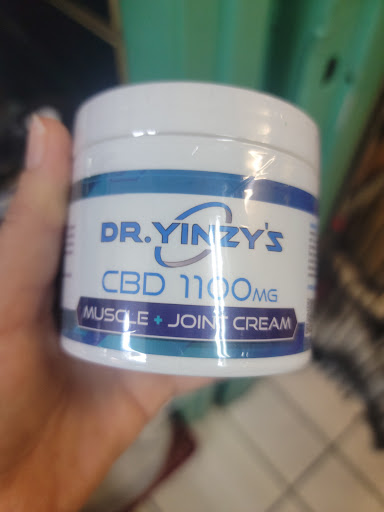 DR.YINZY'S
CBD 1100MG
MUSCLE + JOINT CREAM